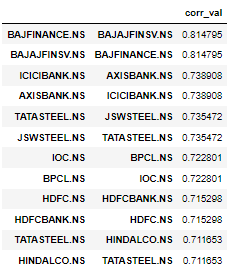 corr_val
BAJFINANCE.NS BAJAJFINSV.NS 0.814795
BAJAJFINSV.NS BAJFINANCE.NS 0.814795
ICICIBANK.NS AXISBANK.NS 0.738908
AXISBANK.NS ICICIBANK.NS 0.738908
TATASTEEL.NS JSWSTEEL.NS 0.735472
JSWSTEEL.NS TATASTEEL.NS 0.735472
IOC.NS BPCL.NS 0.722801
BPCL.NS IOC.NS 0.722801
HDFC.NS HDFCBANK.NS 0.715298
HDFCBANK.NS HDFC.NS 0.715298
TATASTEEL.NS HINDALCO.NS 0.711653
HINDALCO.NS TATASTEEL.NS 0.711653